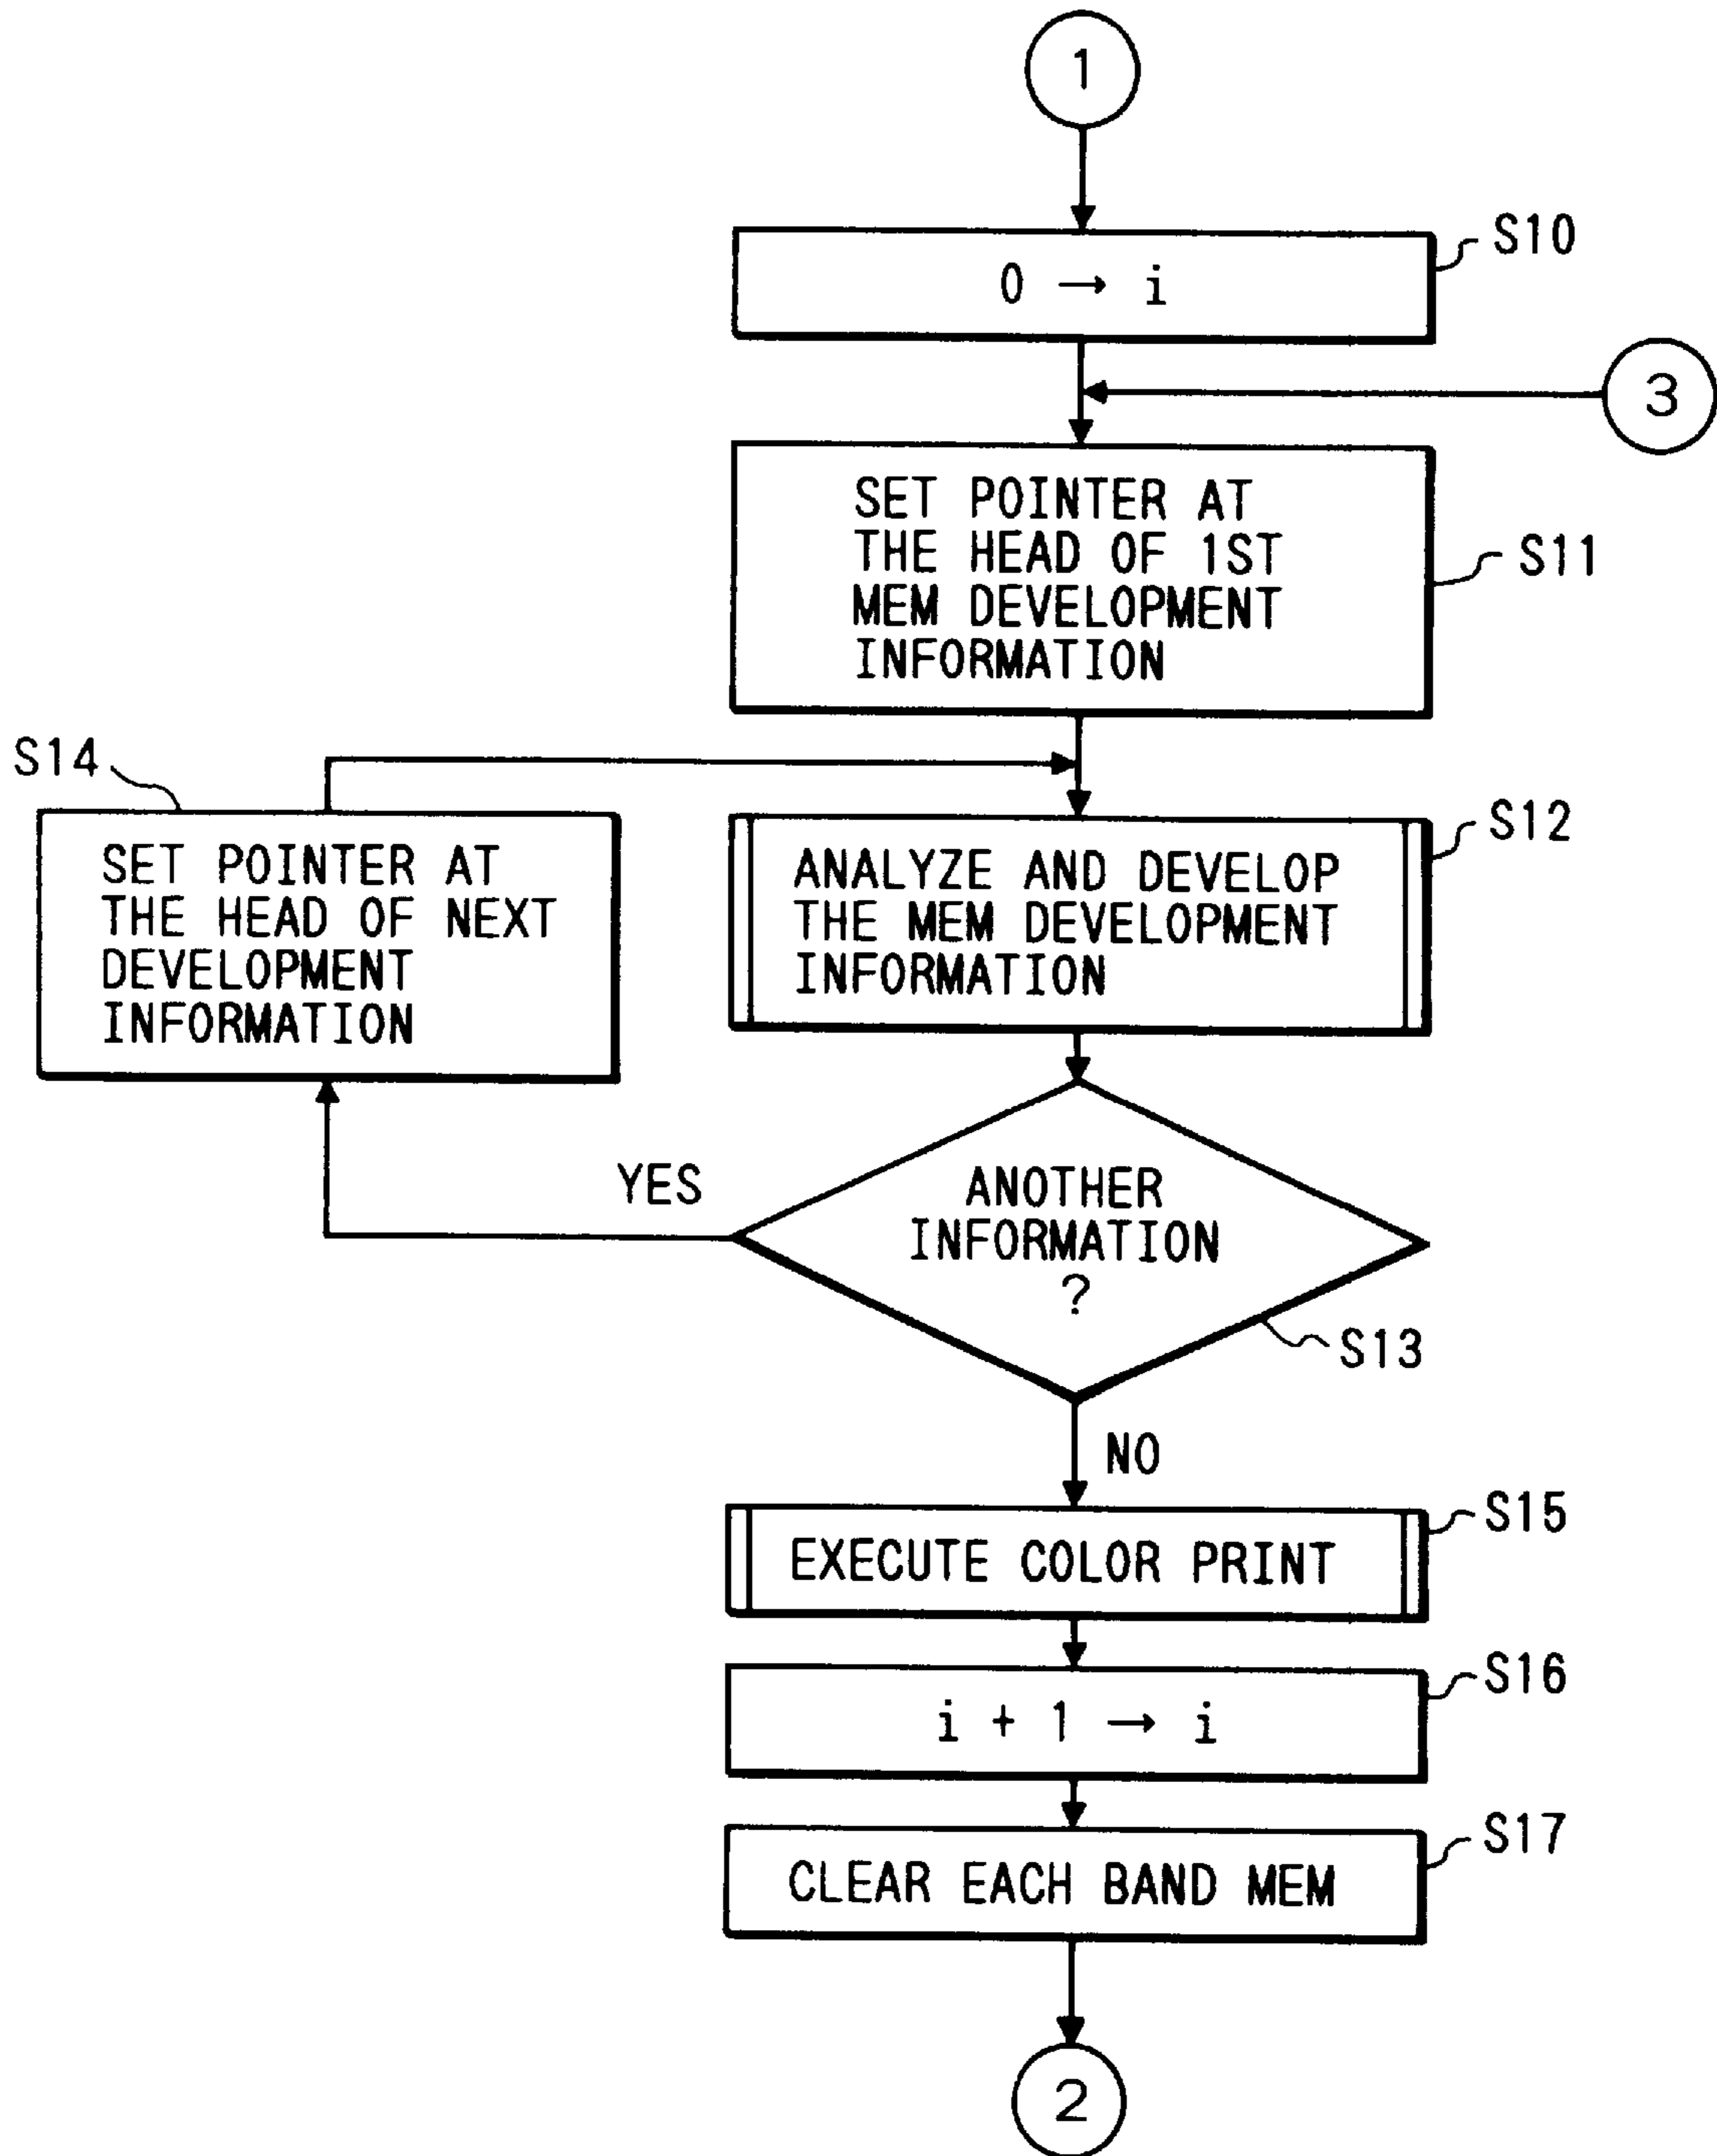 1
S10
0 → i
3
SET POINTER AT
THE HEAD OF 1ST
MEM DEVELOPMENT
INFORMATION
S11
S14
SET POINTER AT
THE HEAD OF NEXT
DEVELOPMENT
INFORMATION
S12
ANALYZE AND DEVELOP
THE MEM DEVELOPMENT
INFORMATION
YES
ANOTHER
INFORMATION
?
S13
NO
S15
EXECUTE COLOR PRINT
S16
i + 1 → i
S17
CLEAR EACH BAND MEM
2